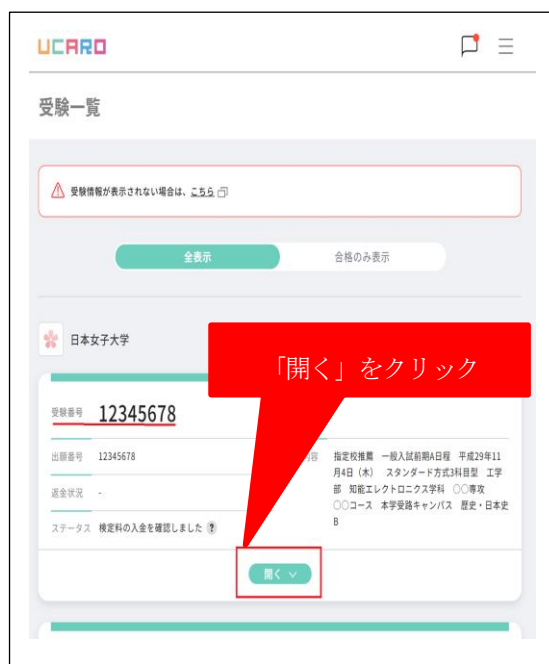 UCARO
受験一覧
受験情報が表示されない場合は、こちら
全表示
合格のみ表示
日本女子大学
「開く」をクリック
受験番号 12345678
出願番号 12345678
返金状況 -
ステータス 検定料の入金を確認しました ?
容 指定校推薦 一般入試前期A日程 平成29年11
月4日（木） スタンダード方式3科目型 工学
部 知能エレクトロニクス学科 〇〇専攻
〇〇コース 本学受路キャンパス 歴史・日本史
B
開く